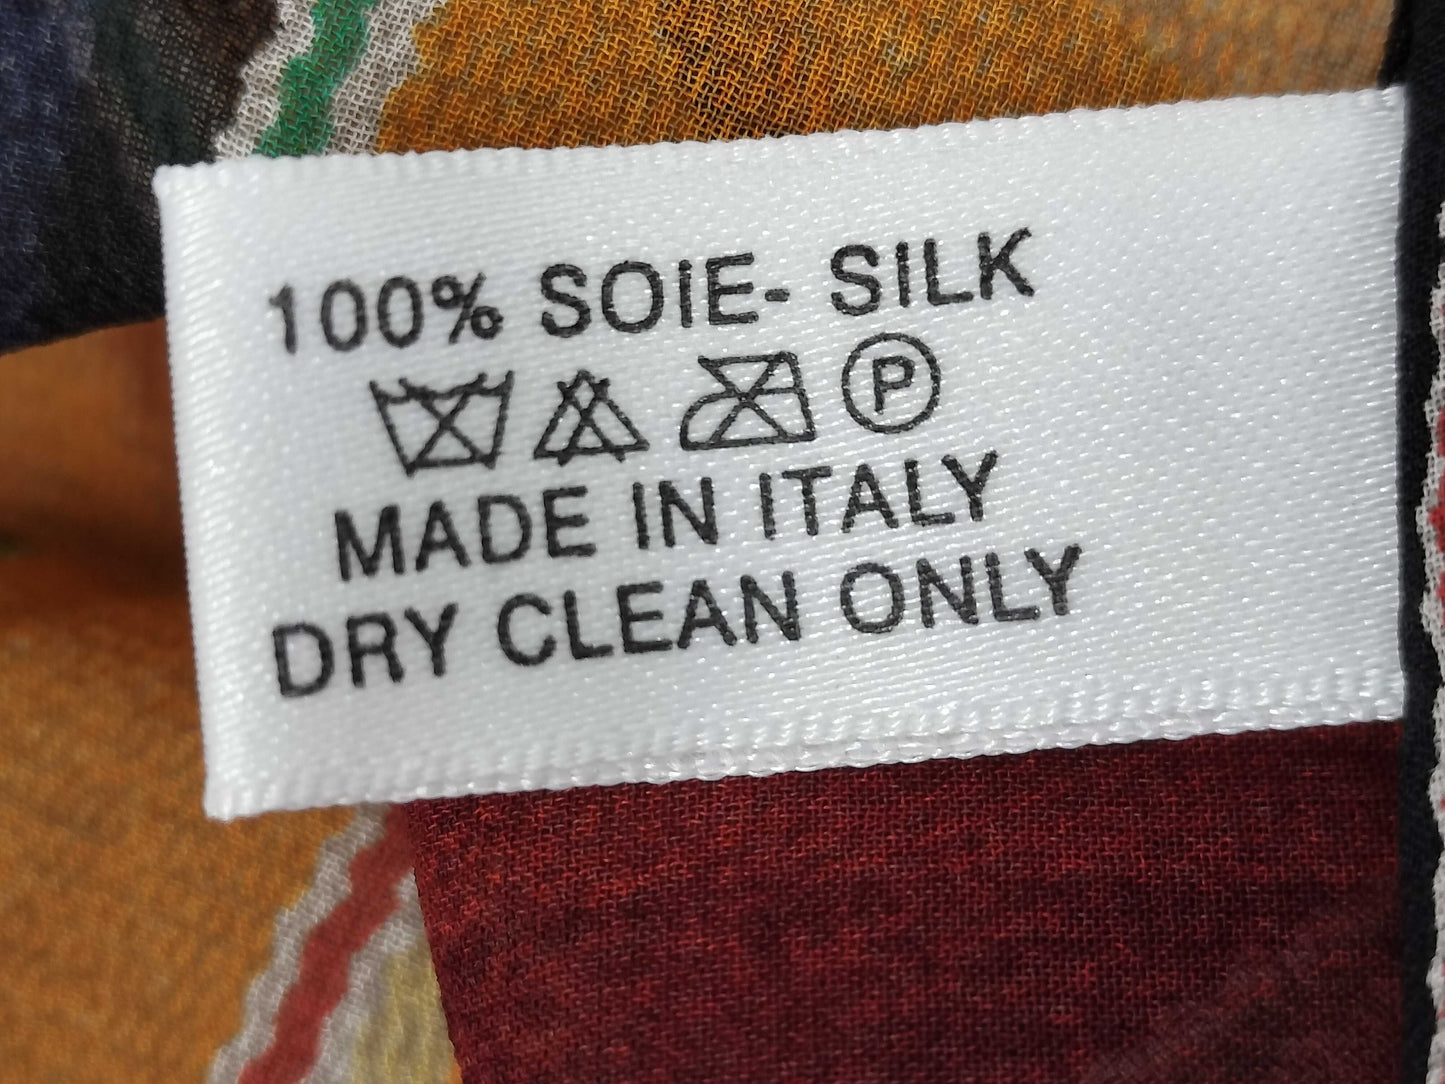 100% SOIE- SILK
P
MADE IN ITALY
DRY CLEAN ONLY